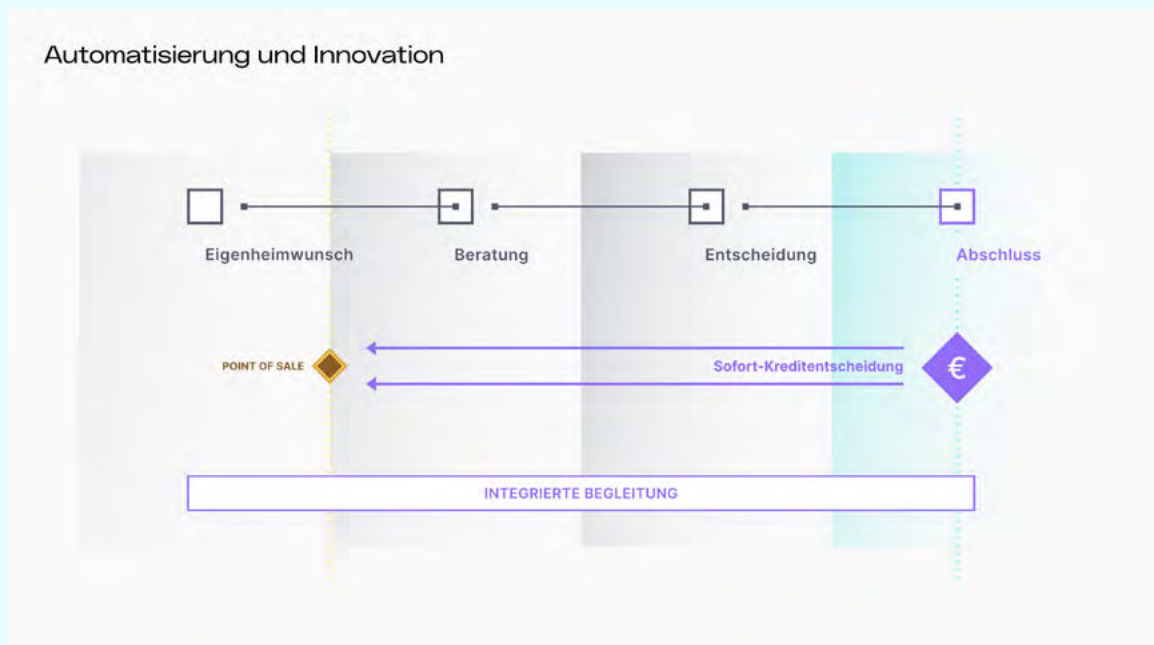 Automatisierung und Innovation
Eigenheimwunsch
Beratung
Entscheidung
Abschluss
POINT OF SALE
Sofort-Kreditentscheidung
€
INTEGRIERTE BEGLEITUNG